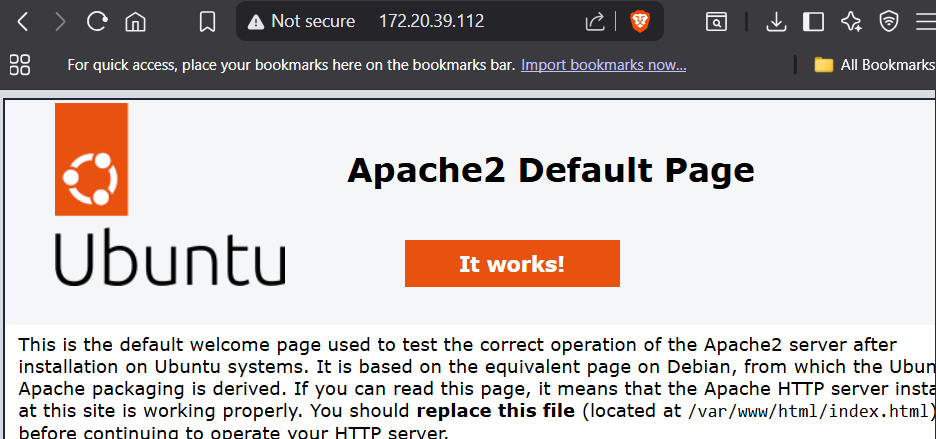 Not secure 172.20.39.112
For quick access, place your bookmarks here on the bookmarks bar. Import bookmarks now... All Bookmarks
Apache2 Default Page
Ubuntu
It works!
This is the default welcome page used to test the correct operation of the Apache2 server after
installation on Ubuntu systems. It is based on the equivalent page on Debian, from which the
Apache packaging is derived. If you can read this page, it means that the Apache HTTP server
at this site is working properly. You should replace this file (located at /var/www/html/index.html)
before continuing to operate your HTTP server.